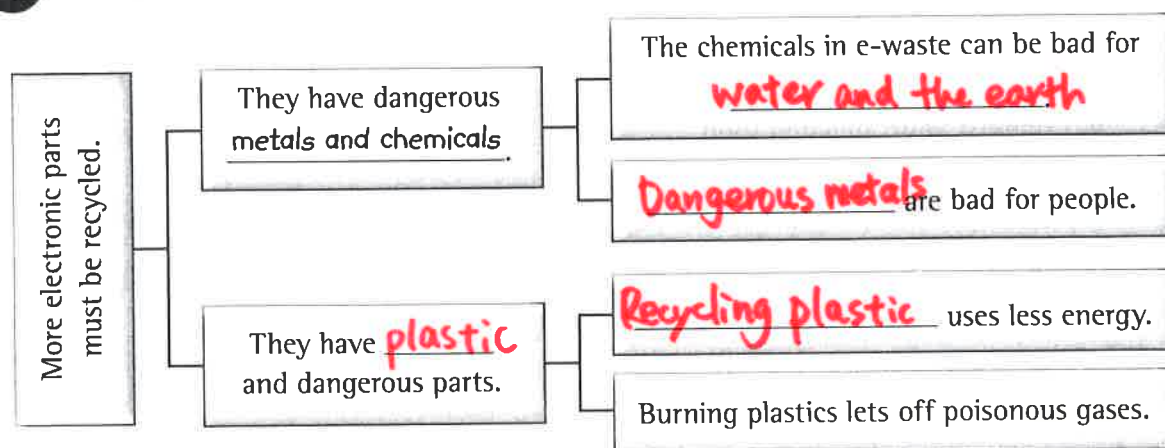 More electronic parts
must be recycled.
They have dangerous
metals and chemicals.
The chemicals in e-waste can be bad for
water and the earth.
Dangerous metals are bad for people.
They have plastic
and dangerous parts.
Recycling plastic uses less energy.
Burning plastics lets off poisonous gases.